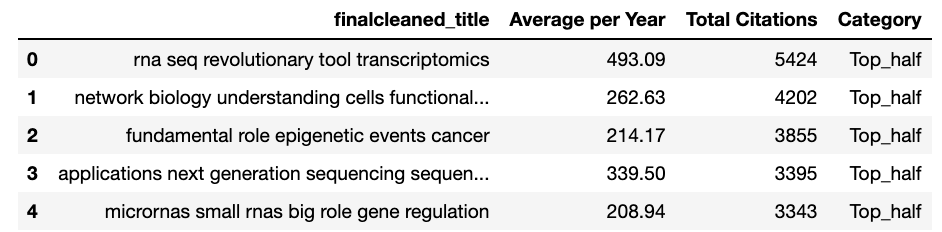 finalcleaned_title Average per Year Total Citations Category
0 rna seq revolutionary tool transcriptomics 493.09 5424 Top_half
1 network biology understanding cells functional... 262.63 4202 Top_half
2 fundamental role epigenetic events cancer 214.17 3855 Top_half
3 applications next generation sequencing sequen... 339.50 3395 Top_half
4 micrornas small rnas big role gene regulation 208.94 3343 Top_half